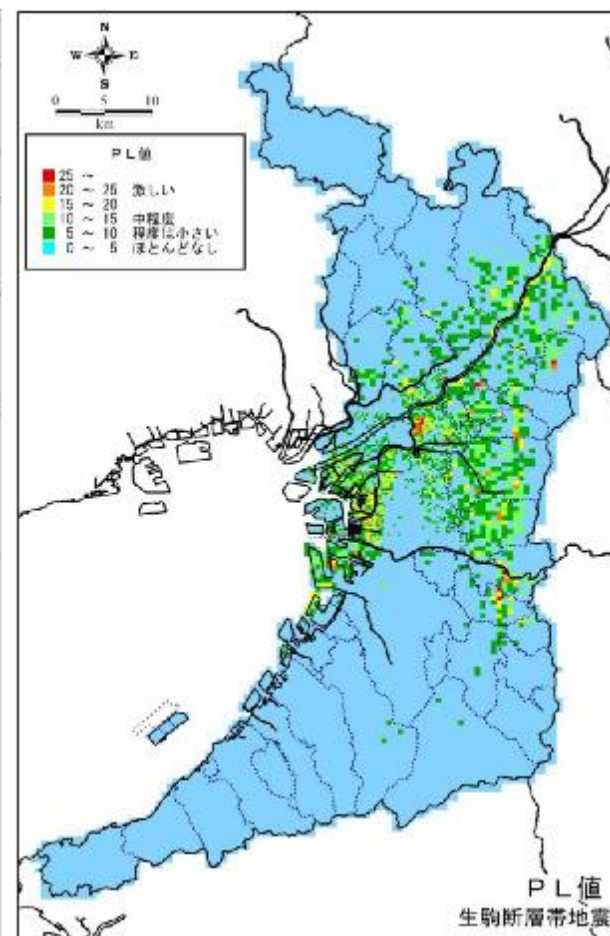 N
W E
S
0 5 10
km
PL値
25 ~
20 ~ 25 激しい
15 ~ 20
10 ~ 15 中程度
5 ~ 10 程度は小さい
0 ~ 5 ほとんどなし
PL値
生駒断層帯地震